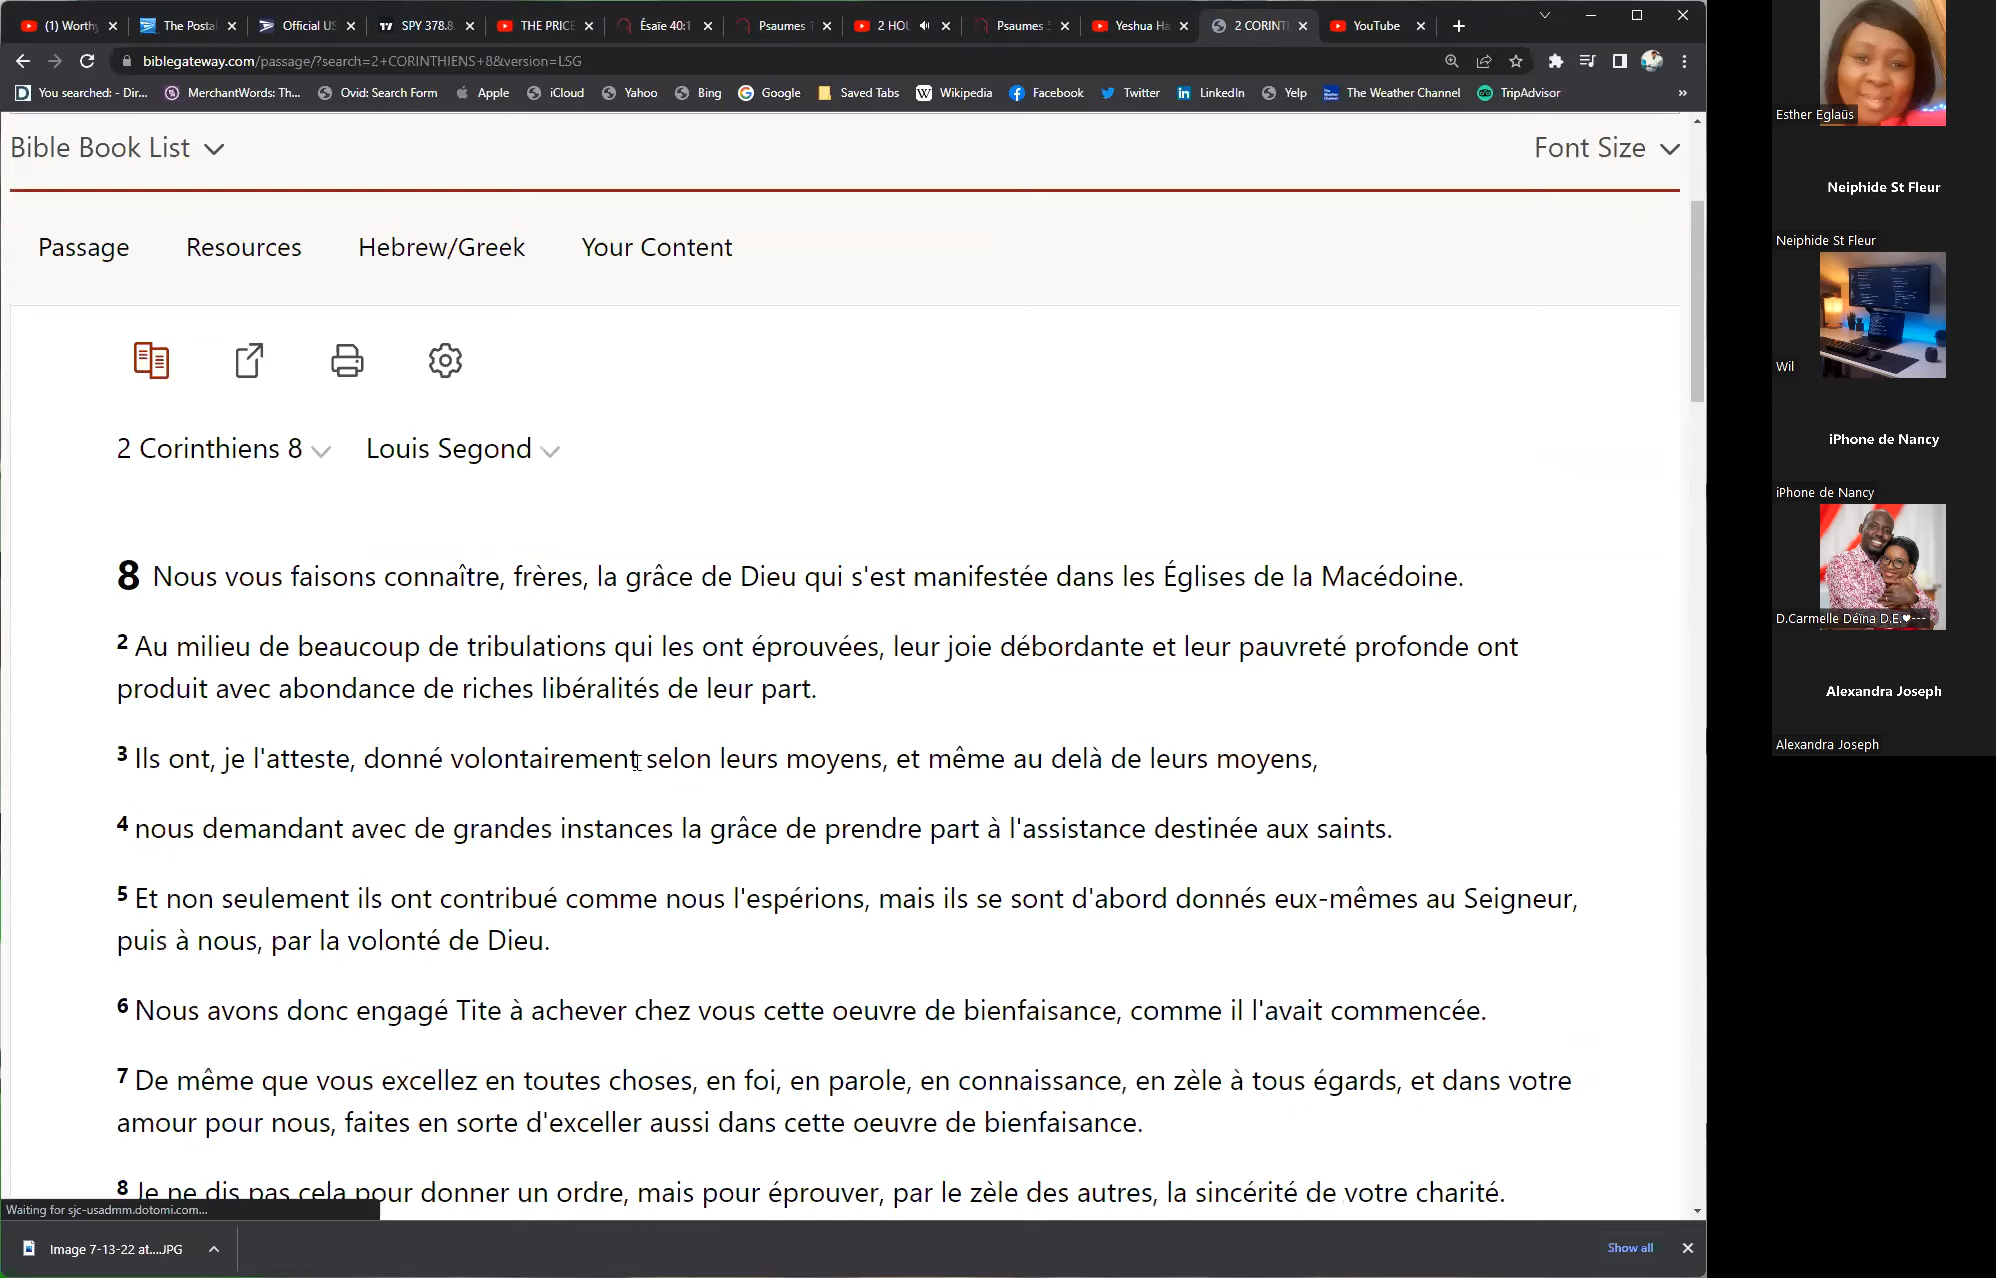 (1) Worth
The Postal
Official US
SPY 378.8
THE PRICE
Ésaïe 40:1
Psaumes
2 HOU
Psaumes
Yeshua Ha
2 CORINT
YouTube
biblegateway.com/passage/?search=2+CORINTHIENS+8&version=LSG
You searched: - Dir...
MerchantWords: Th...
Ovid: Search Form
Apple
iCloud
Yahoo
Bing
Google
Saved Tabs
Wikipedia
Facebook
Twitter
LinkedIn
Yelp
The Weather Channel
TripAdvisor
»
Bible Book List
Font Size
Passage
Resources
Hebrew/Greek
Your Content
2 Corinthiens 8
Louis Segond
8 Nous vous faisons connaître, frères, la grâce de Dieu qui s'est manifestée dans les Églises de la Macédoine.
2 Au milieu de beaucoup de tribulations qui les ont éprouvées, leur joie débordante et leur pauvreté profonde ont
produit avec abondance de riches libéralités de leur part.
3 Ils ont, je l'atteste, donné volontairement selon leurs moyens, et même au delà de leurs moyens,
4 nous demandant avec de grandes instances la grâce de prendre part à l'assistance destinée aux saints.
5 Et non seulement ils ont contribué comme nous l'espérions, mais ils se sont d'abord donnés eux-mêmes au Seigneur,
puis à nous, par la volonté de Dieu.
6 Nous avons donc engagé Tite à achever chez vous cette oeuvre de bienfaisance, comme il l'avait commencée.
7 De même que vous excellez en toutes choses, en foi, en parole, en connaissance, en zèle à tous égards, et dans votre
amour pour nous, faites en sorte d'exceller aussi dans cette oeuvre de bienfaisance.
8 Je ne dis pas cela pour donner un ordre, mais pour éprouver, par le zèle des autres, la sincérité de votre charité.
Waiting for sjc-usadmm.dotomi.com...
Image 7-13-22 at....JPG
Show all
Esther Eglaüs
Neiphide St Fleur
Neiphide St Fleur
Wil
iPhone de Nancy
iPhone de Nancy
D.Carmelle Déïna D.E.♥---
Alexandra Joseph
Alexandra Joseph